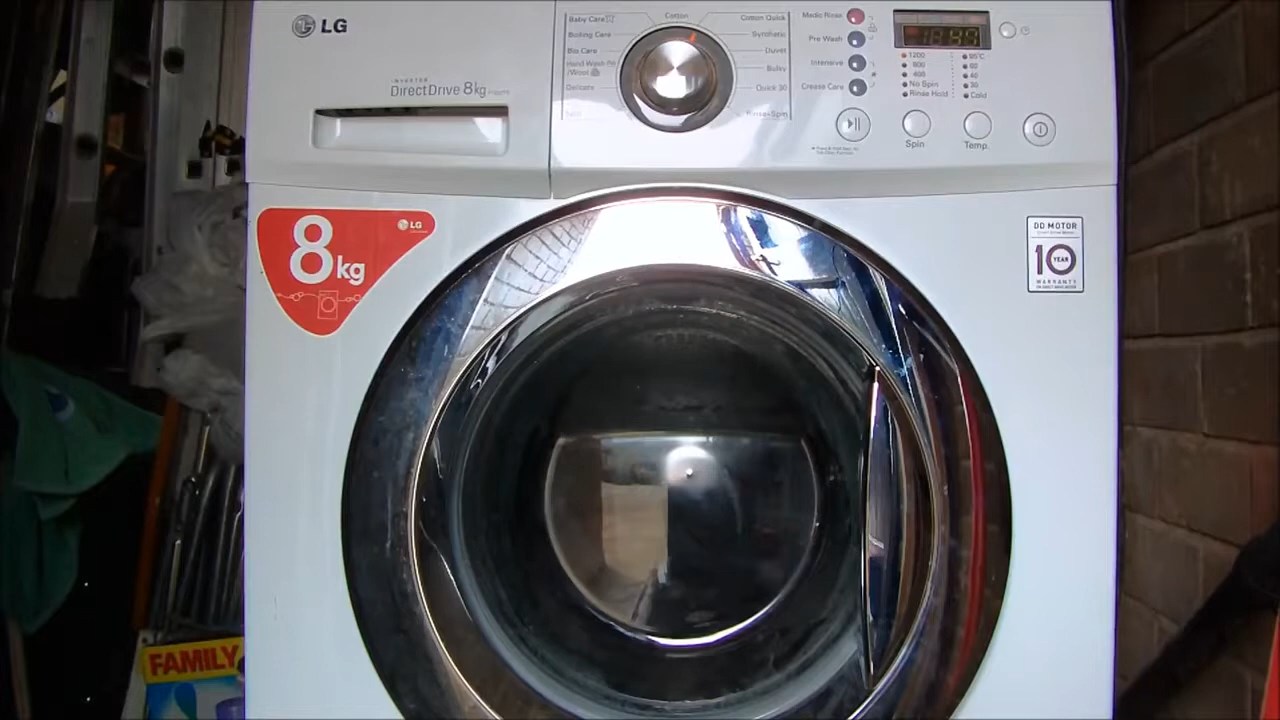 LG
INVERTER
DirectDrive 8kg
Baby Care
Boiling Care
Bio Care
Hand Wash
/Wool
Delicate
Cotton
Cotton Quick
Synthetic
Duvet
Bulky
Quick 30
Rinse+Spin
Medic Rinse
Pre Wash
Intensive
Crease Care
1200
800
400
No Spin
Rinse Hold
95°C
60
40
30
Cold
Spin
Temp.
8kg
LG
DD MOTOR
10 YEAR
WARRANTY
FAMILY